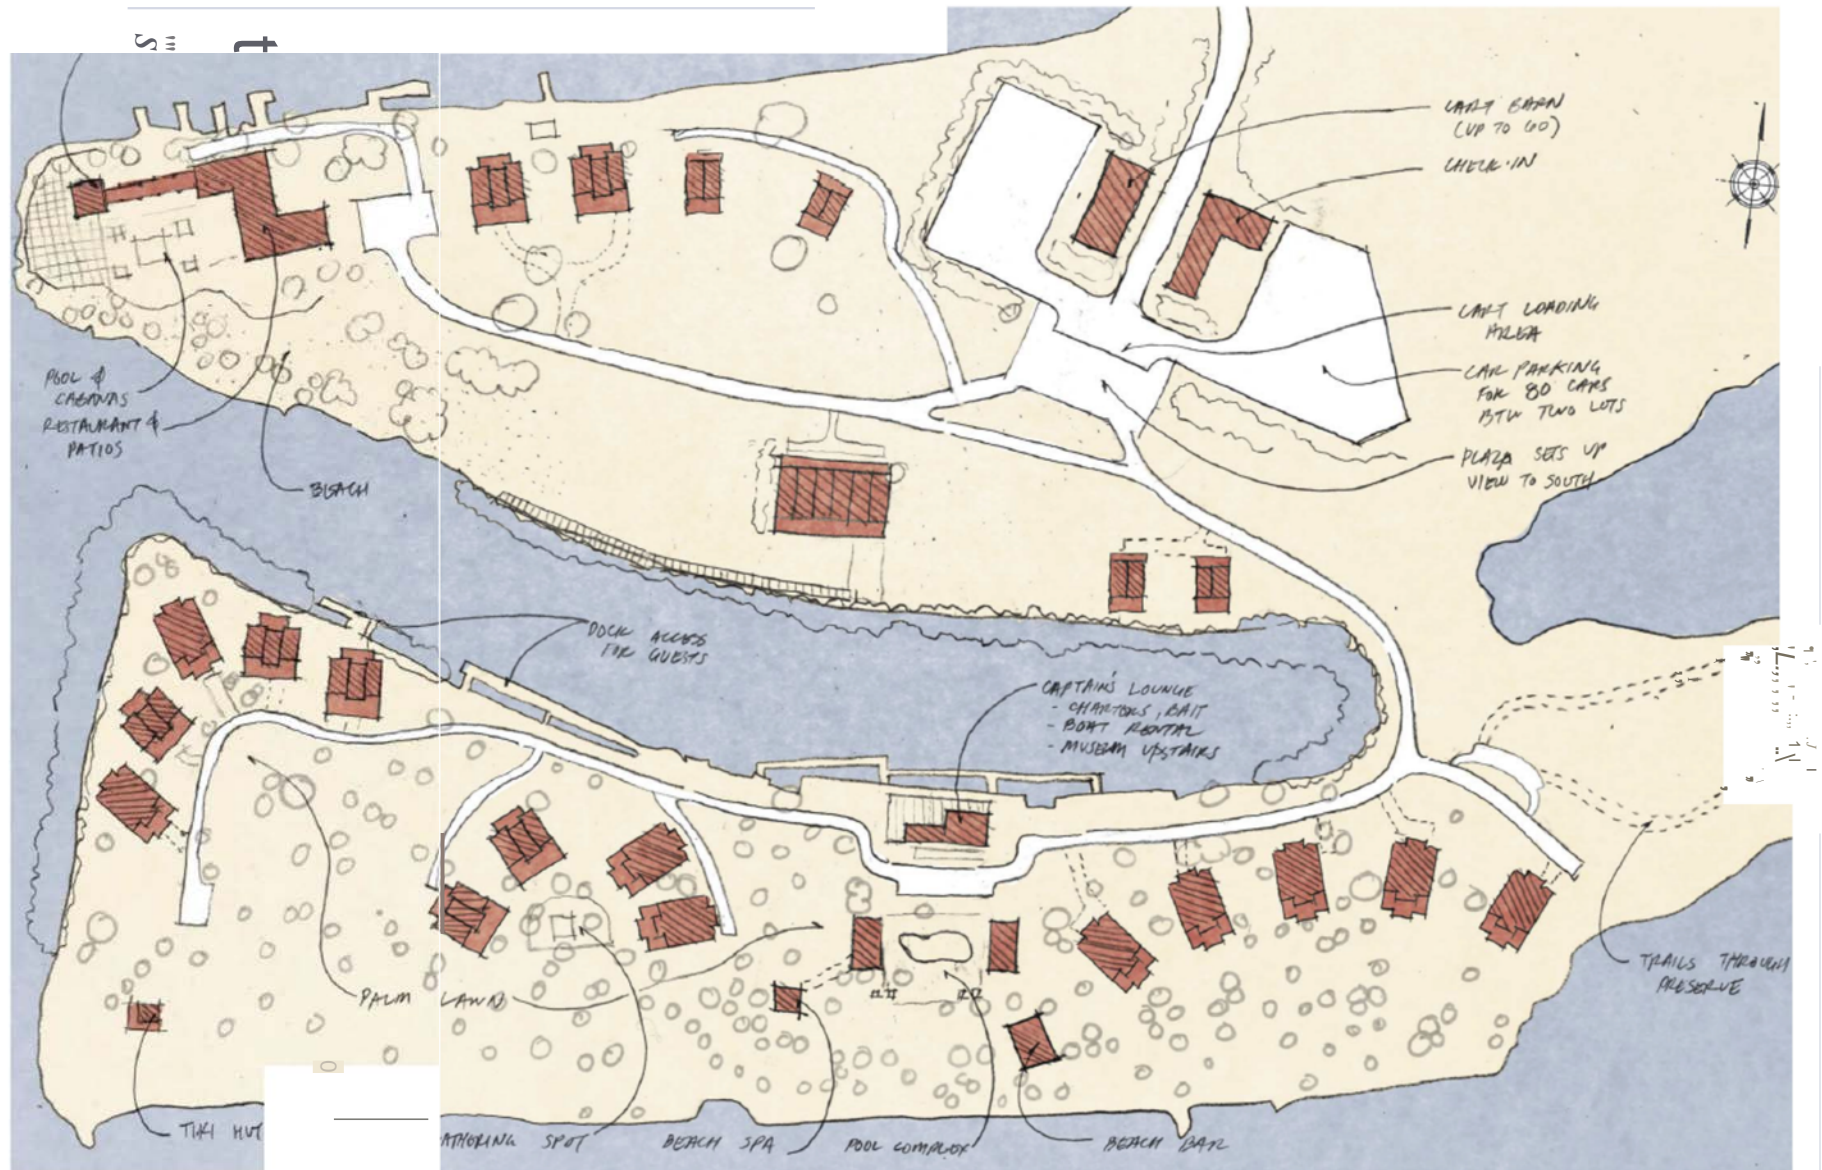 CART BARN
(UP TO 60)
CHECK-IN
CART LOADING
AREA
CAR PARKING
FOR 80 CARS
BTW TWO LOTS
PLAZA SETS UP
VIEW TO SOUTH
POOL &
CABANAS
RESTAURANT &
PATIOS
BEACH
DOCK ACCESS
FOR GUESTS
CAPTAIN'S LOUNGE
- CHARTERS, BAIT
- BOAT RENTAL
- MUSEUM UPSTAIRS
TRAILS THROUGH
PRESERVE
PALM LAWN
TIKI HUT
ATHERING SPOT
BEACH SPA
POOL COMPLEX
BEACH BAR